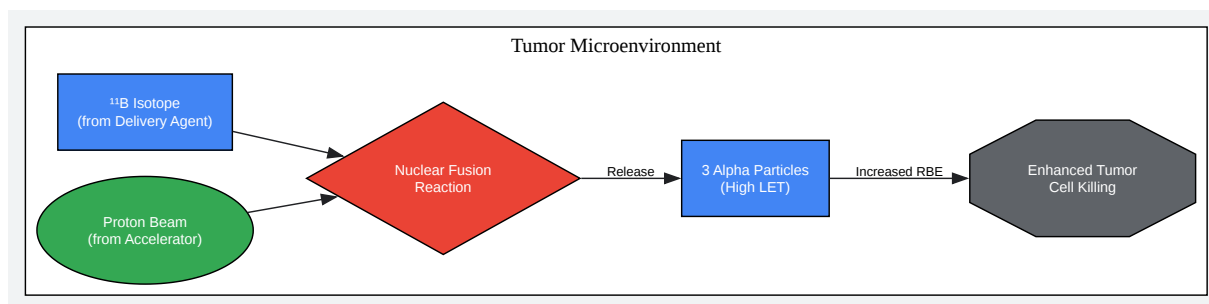 Tumor Microenvironment
¹¹B Isotope
(from Delivery Agent)
Proton Beam
(from Accelerator)
Nuclear Fusion
Reaction
Release
3 Alpha Particles
(High LET)
Increased RBE
Enhanced Tumor
Cell Killing